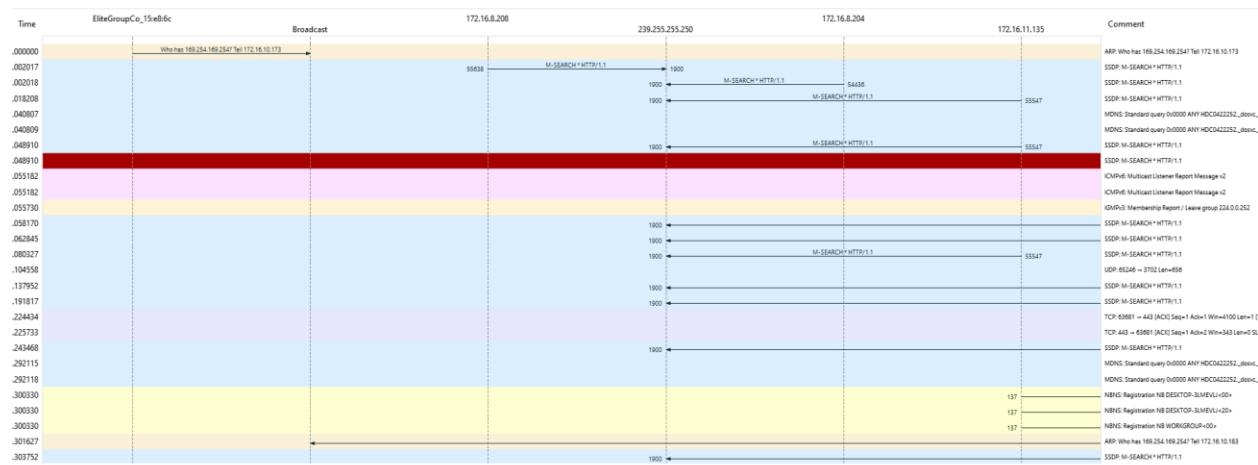 Time EliteGroupCo_15:e8:6c 172.16.8.208 172.16.8.204 Comment
Broadcast 239.255.255.250 172.16.11.135
.000000 Who has 169.254.169.254? Tell 172.16.10.173 ARP: Who has 169.254.169.254? Tell 172.16.10.173
.002017 55638 M-SEARCH * HTTP/1.1 1900 SSDP: M-SEARCH * HTTP/1.1
.002018 1900 M-SEARCH * HTTP/1.1 54436 SSDP: M-SEARCH * HTTP/1.1
.018208 1900 M-SEARCH * HTTP/1.1 55547 SSDP: M-SEARCH * HTTP/1.1
.040807 MDNS: Standard query 0x0000 ANY HDC0422252._dosvc_
.040809 MDNS: Standard query 0x0000 ANY HDC0422252._dosvc_
.048910 1900 M-SEARCH * HTTP/1.1 55547 SSDP: M-SEARCH * HTTP/1.1
.048910 SSDP: M-SEARCH * HTTP/1.1
.055182 ICMPv6: Multicast Listener Report Message v2
.055182 ICMPv6: Multicast Listener Report Message v2
.055730 IGMPv3: Membership Report / Leave group 224.0.0.252
.058170 1900 SSDP: M-SEARCH * HTTP/1.1
.062845 1900 SSDP: M-SEARCH * HTTP/1.1
.080327 1900 M-SEARCH * HTTP/1.1 55547 SSDP: M-SEARCH * HTTP/1.1
.104558 UDP: 65246 → 3702 Len=656
.137952 1900 SSDP: M-SEARCH * HTTP/1.1
.191817 1900 SSDP: M-SEARCH * HTTP/1.1
.224434 TCP: 63681 → 443 [ACK] Seq=1 Ack=1 Win=4100 Len=1 [
.225733 TCP: 443 → 63681 [ACK] Seq=1 Ack=2 Win=343 Len=0 SL
.243468 1900 SSDP: M-SEARCH * HTTP/1.1
.292115 MDNS: Standard query 0x0000 ANY HDC0422252._dosvc_
.292118 MDNS: Standard query 0x0000 ANY HDC0422252._dosvc_
.300330 137 NBNS: Registration NB DESKTOP-3LMEVLI<00>
.300330 137 NBNS: Registration NB DESKTOP-3LMEVLI<20>
.300330 137 NBNS: Registration NB WORKGROUP<00>
.301627 ARP: Who has 169.254.169.254? Tell 172.16.10.183
.303752 1900 SSDP: M-SEARCH * HTTP/1.1